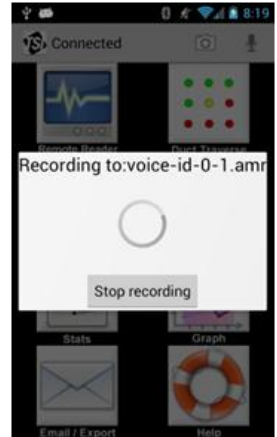 8:19
TSI Connected
Remote Reader
Duct Traverse
Recording to:voice-id-0-1.amr
Stop recording
Stats
Graph
Email / Export
Help